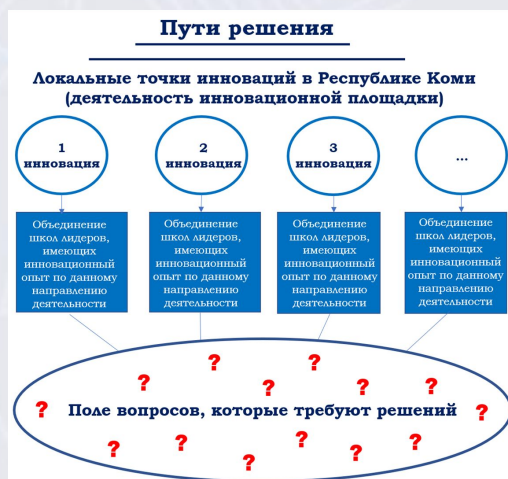 Пути решения
Локальные точки инноваций в Республике Коми
(деятельность инновационной площадки)
1
инновация
2
инновация
3
инновация
...
Объединение
школ лидеров,
имеющих
инновационный
опыт по данному
направлению
деятельности
Объединение
школ лидеров,
имеющих
инновационный
опыт по данному
направлению
деятельности
Объединение
школ лидеров,
имеющих
инновационный
опыт по данному
направлению
деятельности
Объединение
школ лидеров,
имеющих
инновационный
опыт по данному
направлению
деятельности
? ?
? ? ? ?
? Поле вопросов, которые требуют решений ?
? ? ? ? ?
?